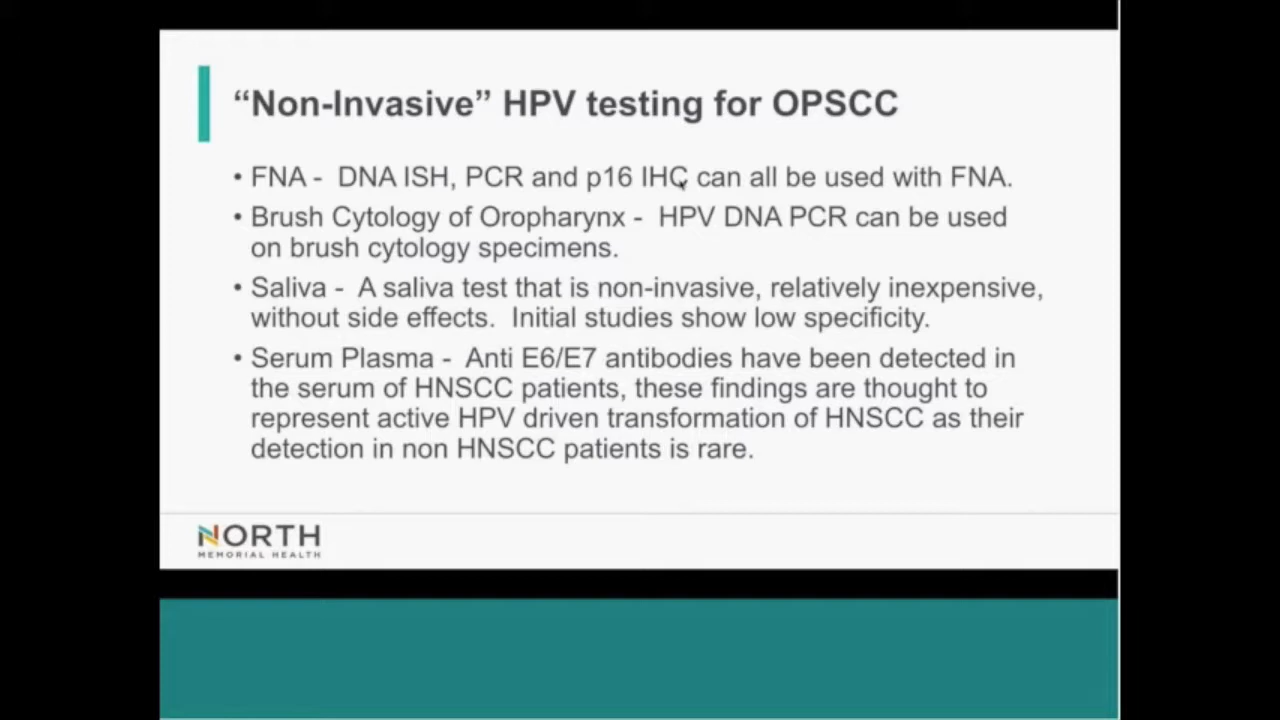 “Non-Invasive” HPV testing for OPSCC
• FNA - DNA ISH, PCR and p16 IHC can all be used with FNA.
• Brush Cytology of Oropharynx - HPV DNA PCR can be used
on brush cytology specimens.
• Saliva - A saliva test that is non-invasive, relatively inexpensive,
without side effects. Initial studies show low specificity.
• Serum Plasma - Anti E6/E7 antibodies have been detected in
the serum of HNSCC patients, these findings are thought to
represent active HPV driven transformation of HNSCC as their
detection in non HNSCC patients is rare.
NORTH
MEMORIAL HEALTH